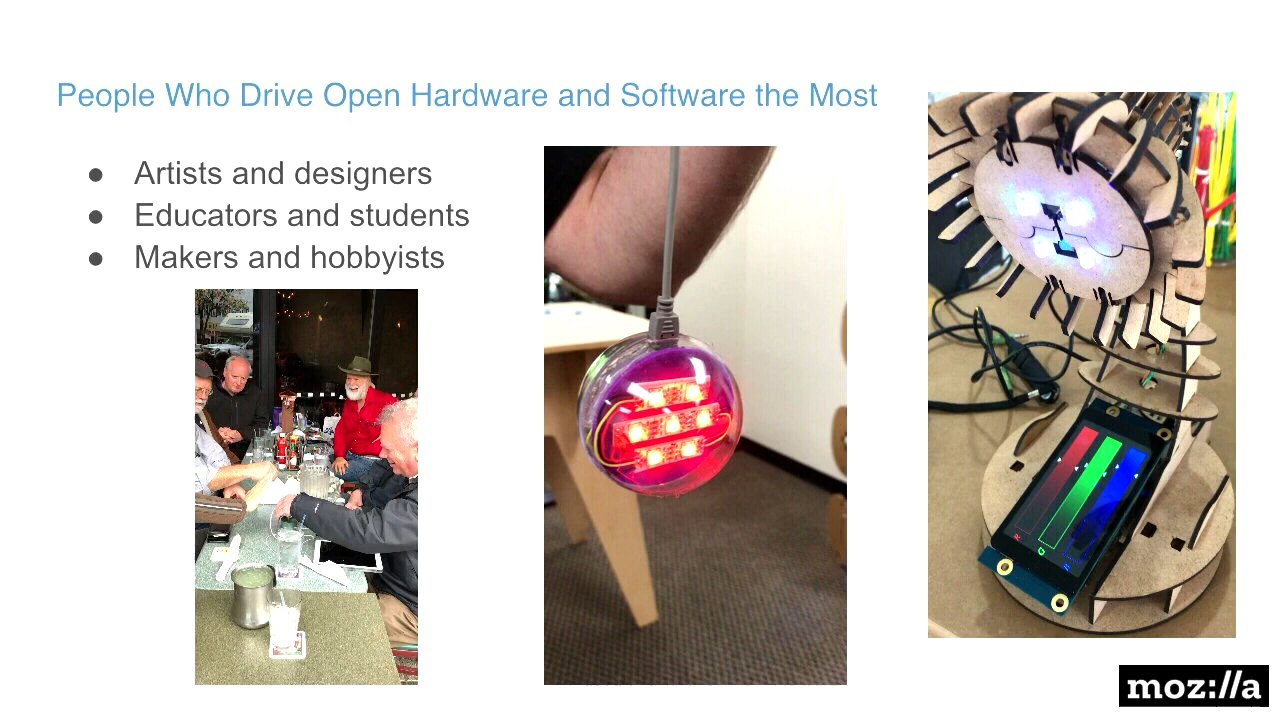 People Who Drive Open Hardware and Software the Most
● Artists and designers
● Educators and students
● Makers and hobbyists
moz://a